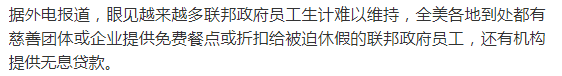 据外电报道，眼见越来越多联邦政府员工生计难以维持，全美各地到处都有
慈善团体或企业提供免费餐点或折扣给被迫休假的联邦政府员工，还有机构
提供无息贷款。